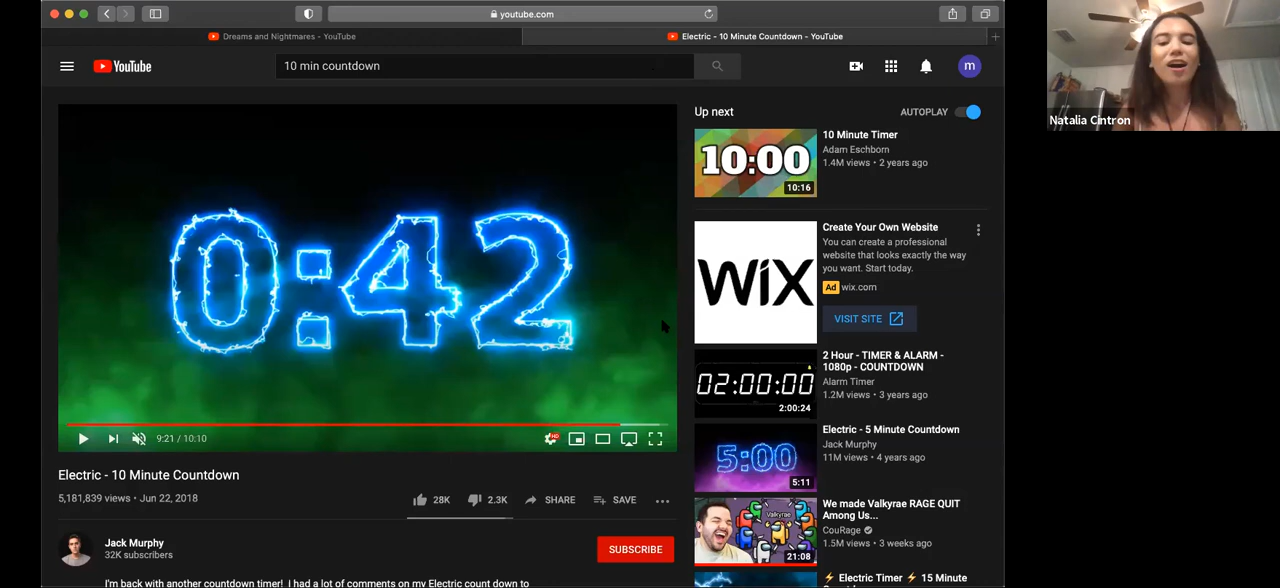 youtube.com
Dreams and Nightmares - YouTube
Electric - 10 Minute Countdown - YouTube
YouTube
10 min countdown
m
Natalia Cintron
0:42
9:21 / 10:10
HD
Electric - 10 Minute Countdown
5,181,839 views • Jun 22, 2018
28K
2.3K
SHARE
SAVE
Jack Murphy
32K subscribers
SUBSCRIBE
I'm back with another countdown timer! I had a lot of comments on my Electric count down to
Up next
AUTOPLAY
10:00
10:16
10 Minute Timer
Adam Eschborn
1.4M views • 2 years ago
WiX
Create Your Own Website
You can create a professional
website that looks exactly the way
you want. Start today.
Ad wix.com
VISIT SITE
02:00:00
2:00:24
2 Hour - TIMER & ALARM -
1080p - COUNTDOWN
Alarm Timer
1.2M views • 3 years ago
5:00
5:11
Electric - 5 Minute Countdown
Jack Murphy
11M views • 4 years ago
Valkyrae
21:08
We made Valkyrae RAGE QUIT
Among Us...
CouRage
1.5M views • 3 weeks ago
⚡ Electric Timer ⚡ 15 Minute